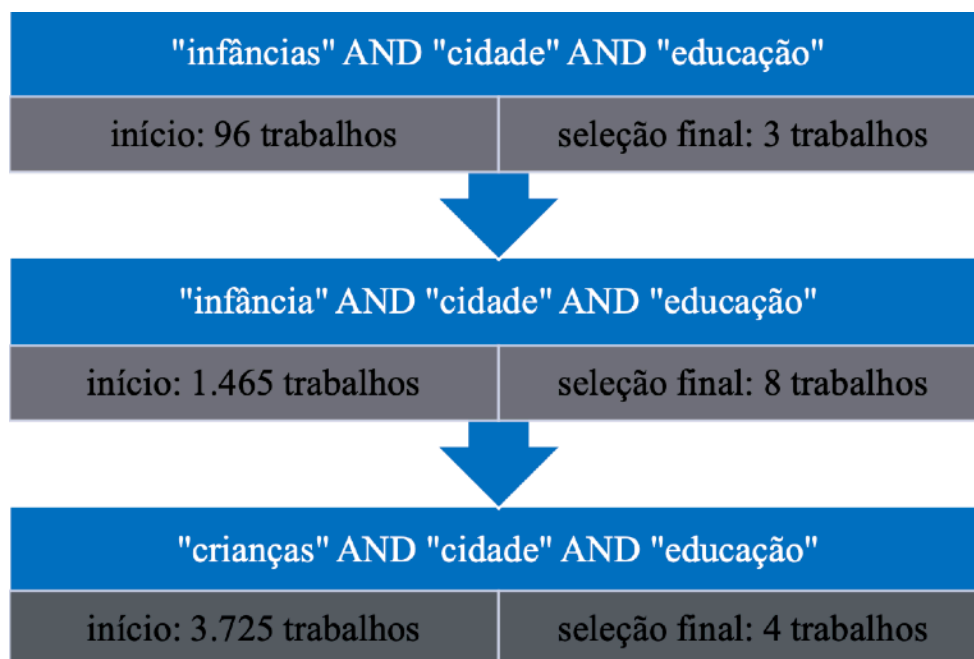 "infâncias" AND "cidade" AND "educação"
início: 96 trabalhos
seleção final: 3 trabalhos
"infância" AND "cidade" AND "educação"
início: 1.465 trabalhos
seleção final: 8 trabalhos
"crianças" AND "cidade" AND "educação"
início: 3.725 trabalhos
seleção final: 4 trabalhos